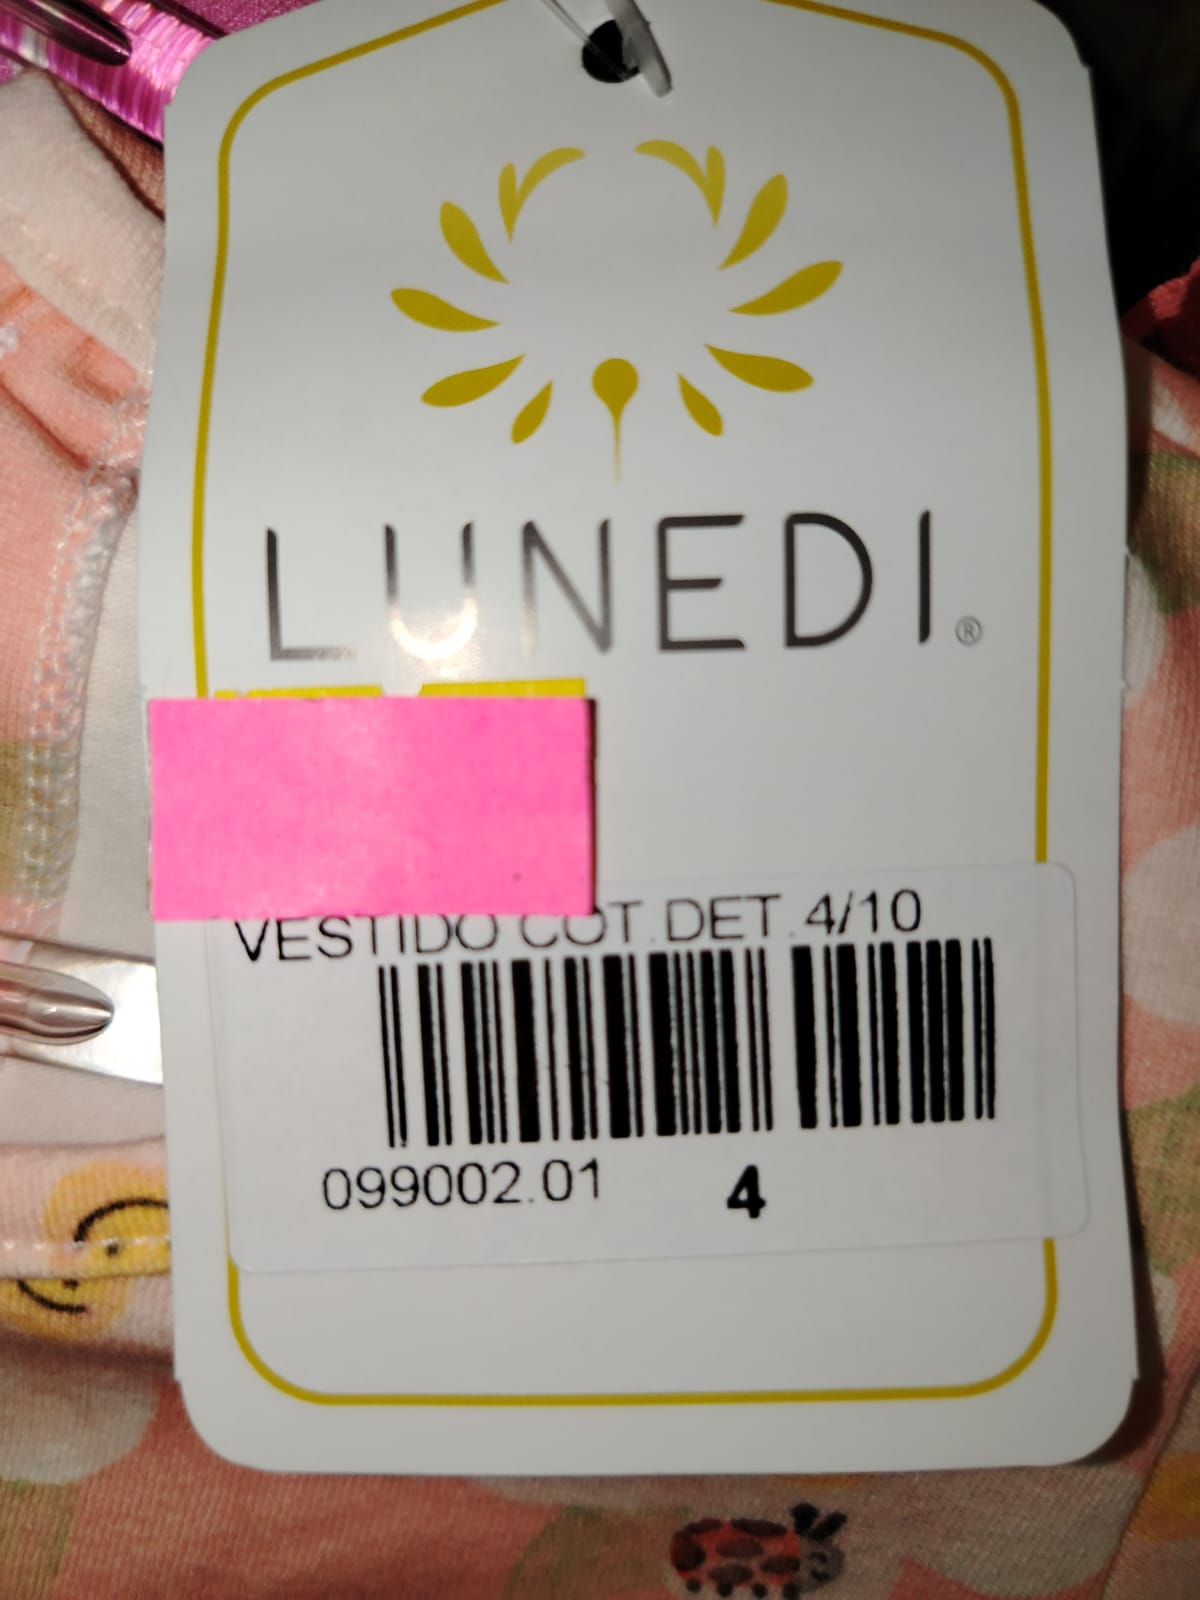 LUNEDI®
VESTIDO COT.DET.4/10
099002.01 4